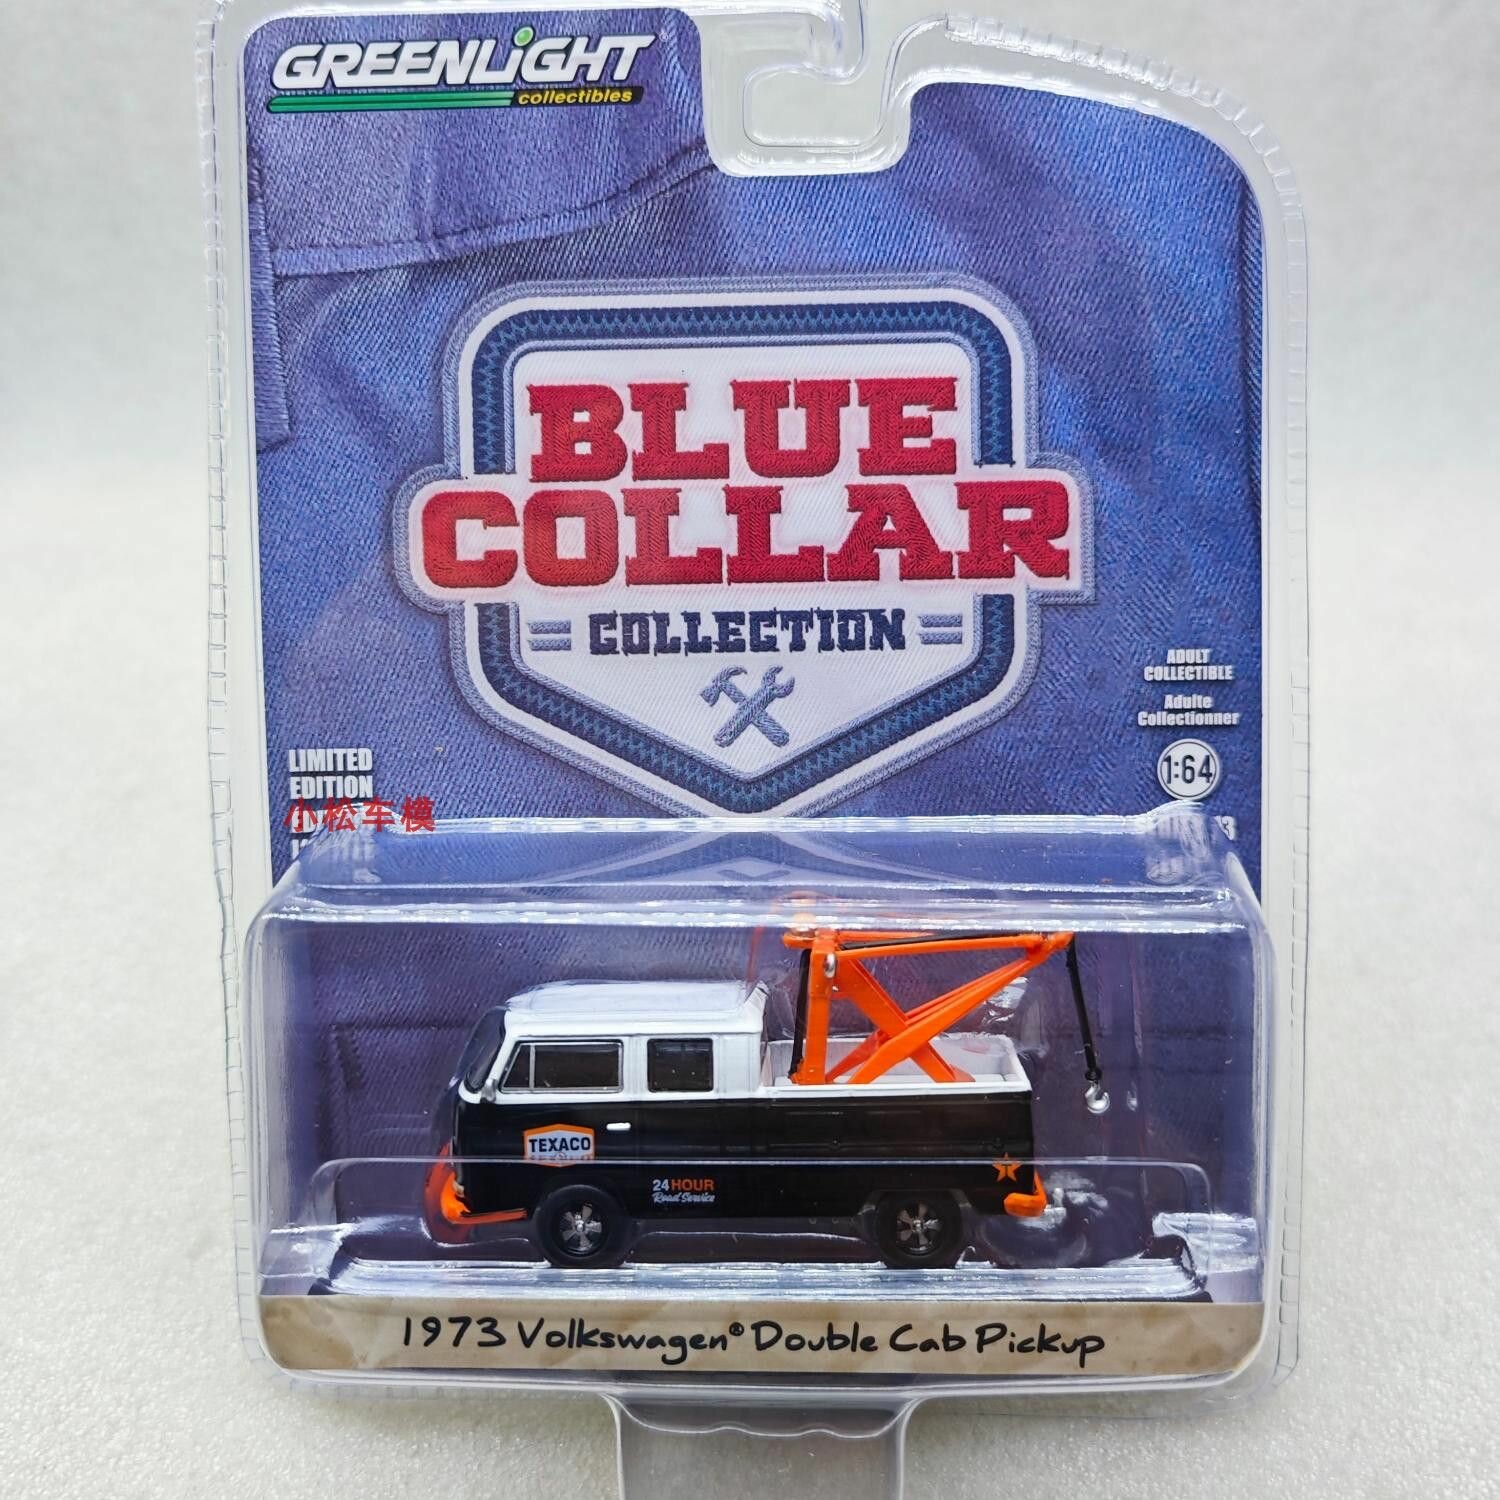 GREENLiGHT
collectibles
BLUE
COLLAR
COLLECTION
ADULT
COLLECTIBLE
Adulte
Collectionner
1:64
LIMITED
EDITION
小松车模
TEXACO
24 HOUR
Road Service
T
1973 Volkswagen® Double Cab Pickup